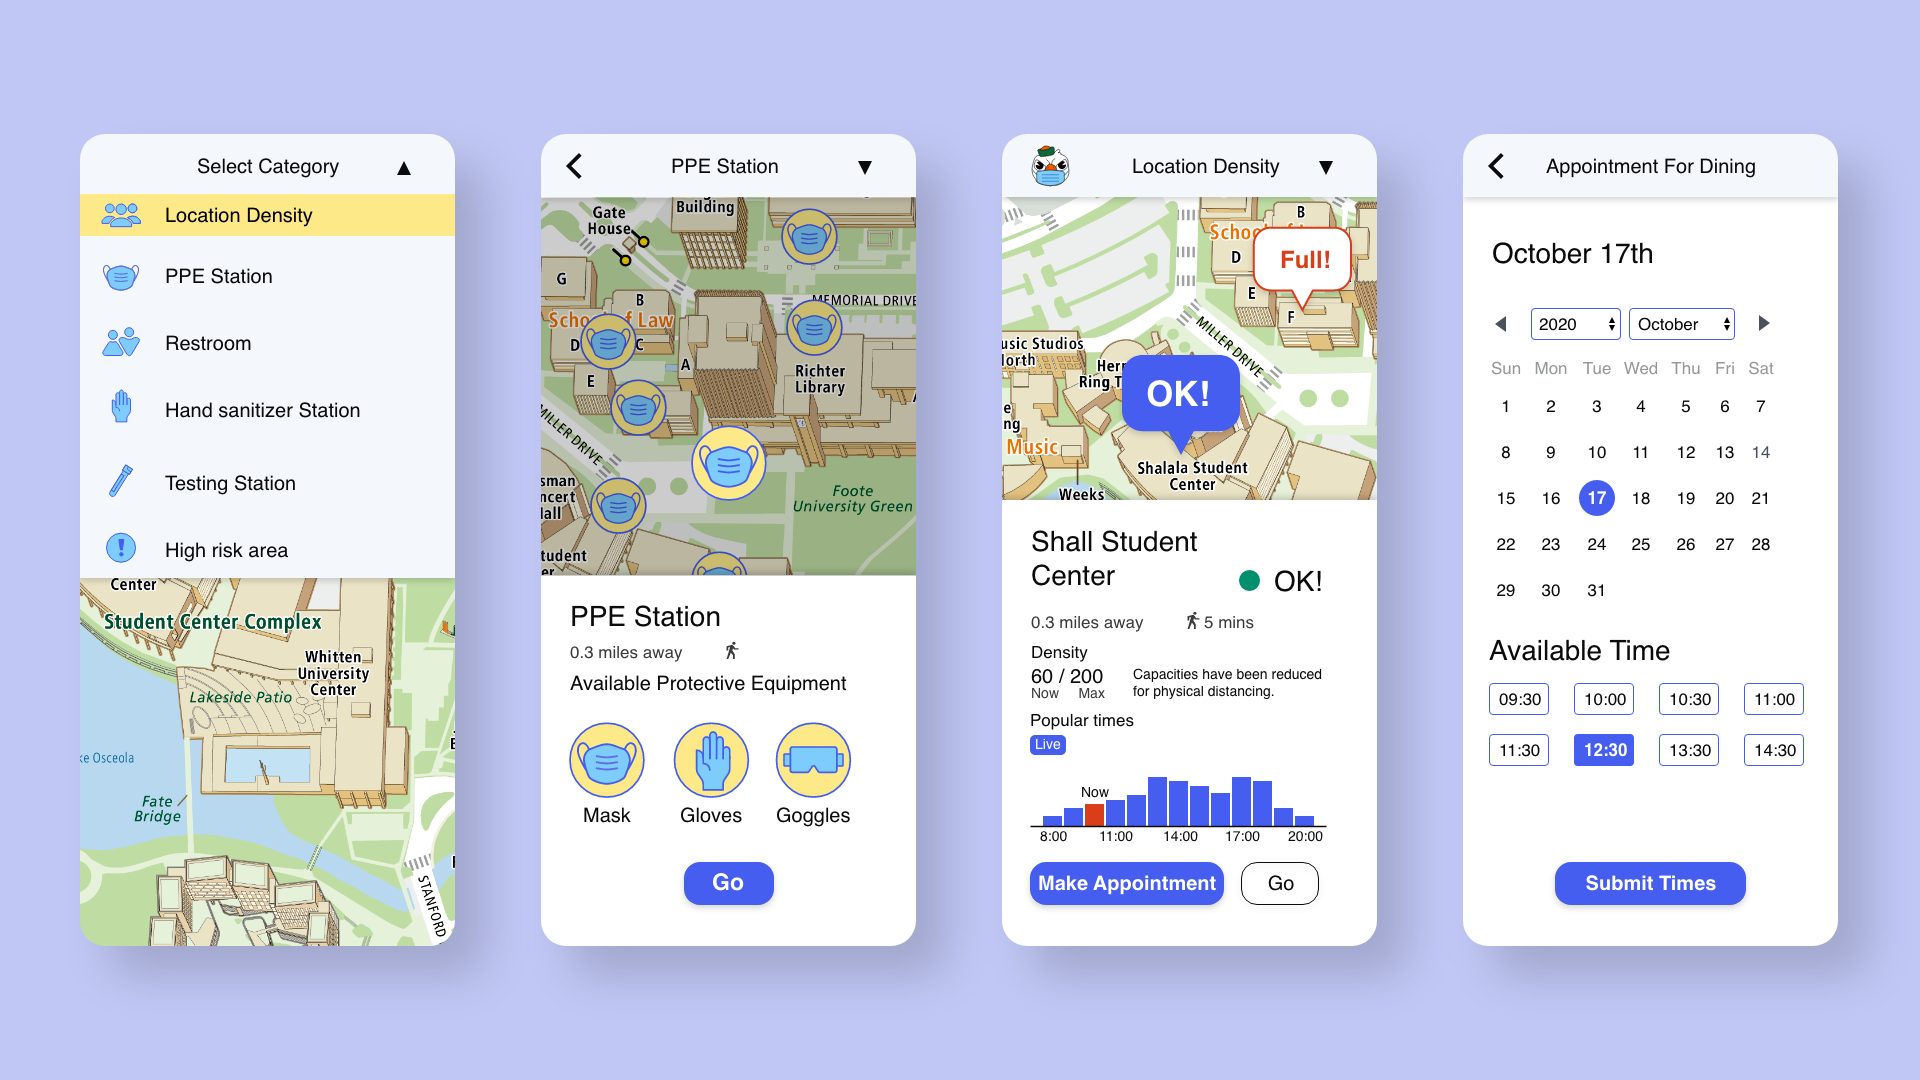 Select Category ▲
Location Density
PPE Station
Restroom
Hand sanitizer Station
Testing Station
High risk area
Center
Student Center Complex
Whitten
University
Center
Lakeside Patio
ke Osceola
Fate
Bridge
STANFORD
PPE Station ▼
Building
Gate
House
G
B
MEMORIAL DRIVE
School of Law
D
C
A
E
Richter
Library
MILLER DRIVE
sman
ncert
Hall
Foote
University Green
tudent
er
PPE Station
0.3 miles away
Available Protective Equipment
Mask Gloves Goggles
Go
Location Density ▼
B
School
D
Full!
E
F
MILLER DRIVE
usic Studios
North
Herr
Ring T
OK!
e
ng
Music
Shalala Student
Center
Weeks
Shall Student
Center
OK!
0.3 miles away 5 mins
Density
60 / 200
Now Max
Capacities have been reduced
for physical distancing.
Popular times
Live
Now
8:00 11:00 14:00 17:00 20:00
Make Appointment Go
Appointment For Dining
October 17th
2020 October
Sun Mon Tue Wed Thu Fri Sat
1 2 3 4 5 6 7
8 9 10 11 12 13 14
15 16 17 18 19 20 21
22 23 24 25 26 27 28
29 30 31
Available Time
09:30 10:00 10:30 11:00
11:30 12:30 13:30 14:30
Submit Times